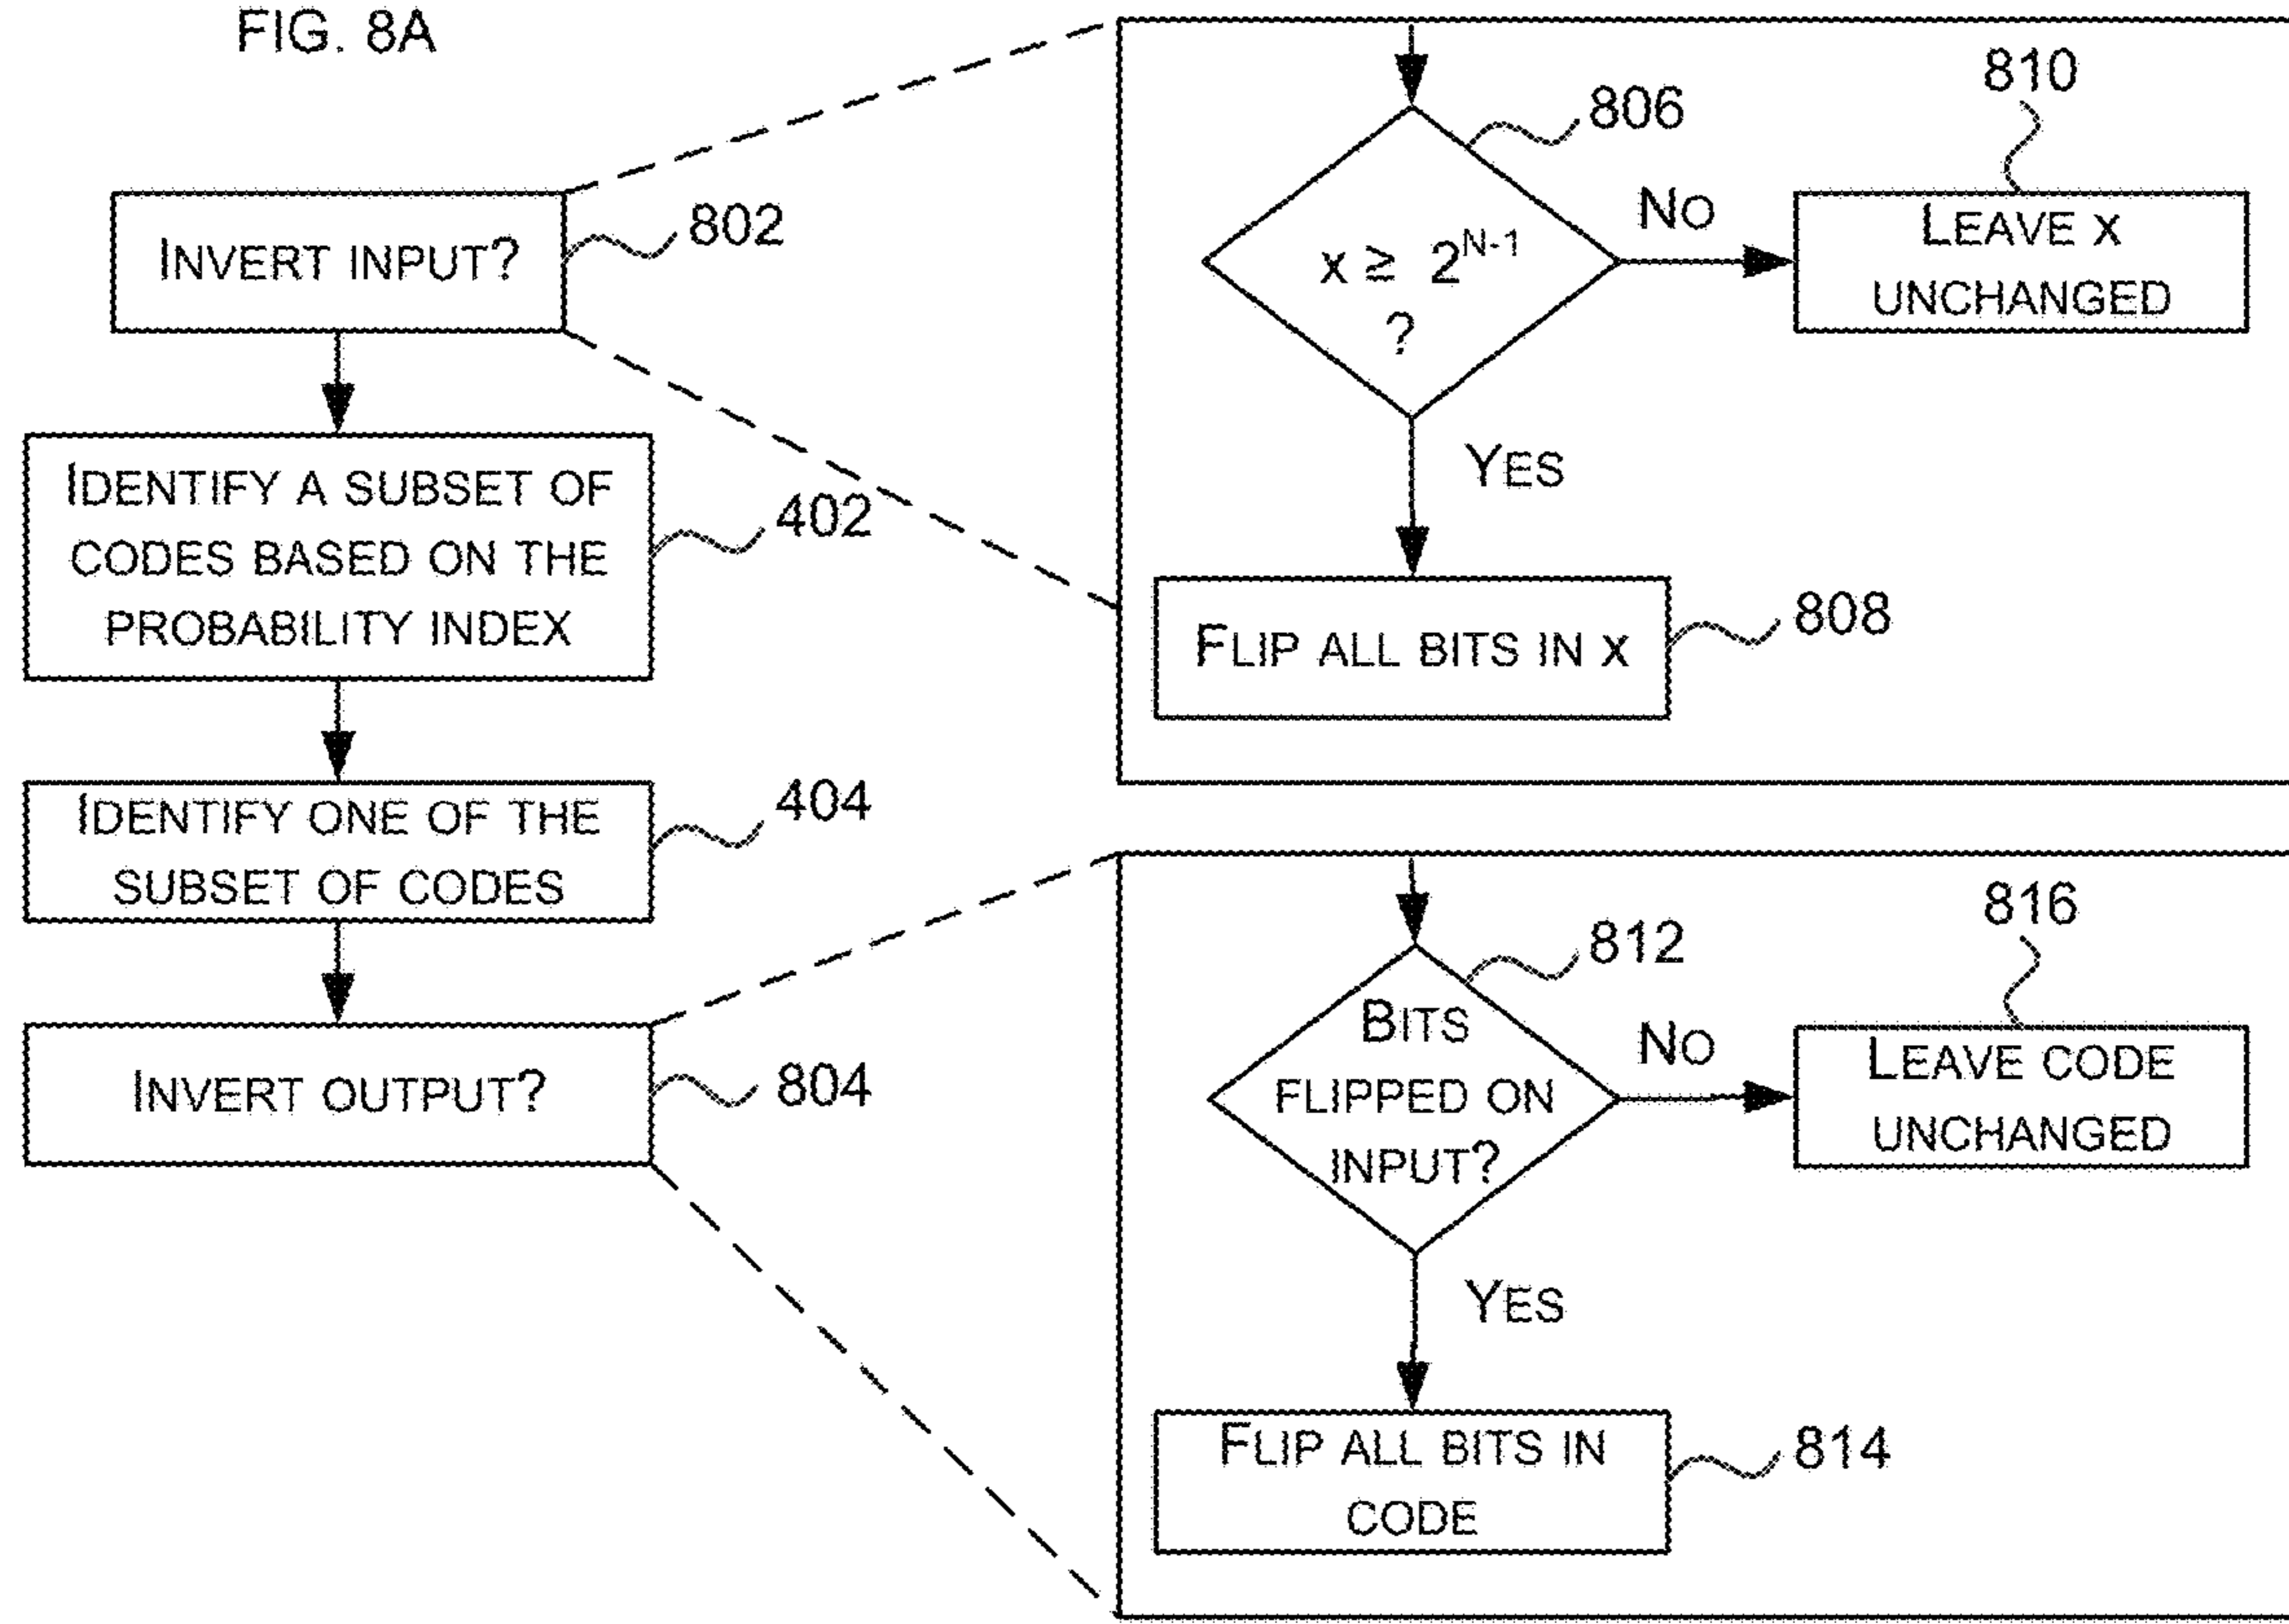 FIG. 8A
INVERT INPUT?
802
IDENTIFY A SUBSET OF
CODES BASED ON THE
PROBABILITY INDEX
402
IDENTIFY ONE OF THE
SUBSET OF CODES
404
INVERT OUTPUT?
804
806
x ≥ 2^N-1
?
NO
810
LEAVE X
UNCHANGED
YES
FLIP ALL BITS IN X
808
812
BITS
FLIPPED ON
INPUT?
NO
816
LEAVE CODE
UNCHANGED
YES
FLIP ALL BITS IN
CODE
814